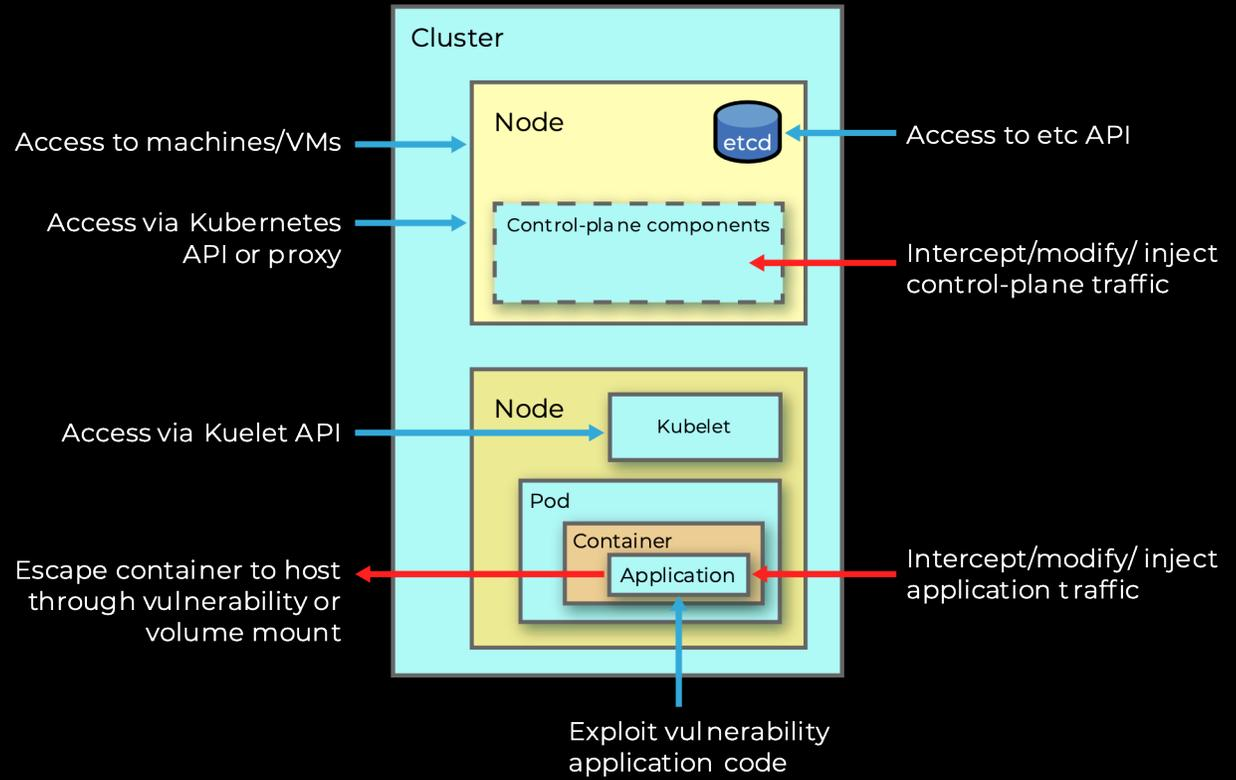 Cluster
Node
etcd
Access to machines/VMs
Access to etc API
Access via Kubernetes
API or proxy
Control-plane components
Intercept/modify/ inject
control-plane traffic
Node
Kubelet
Access via Kuelet API
Pod
Container
Application
Escape container to host
through vulnerability or
volume mount
Intercept/modify/ inject
application traffic
Exploit vulnerability
application code